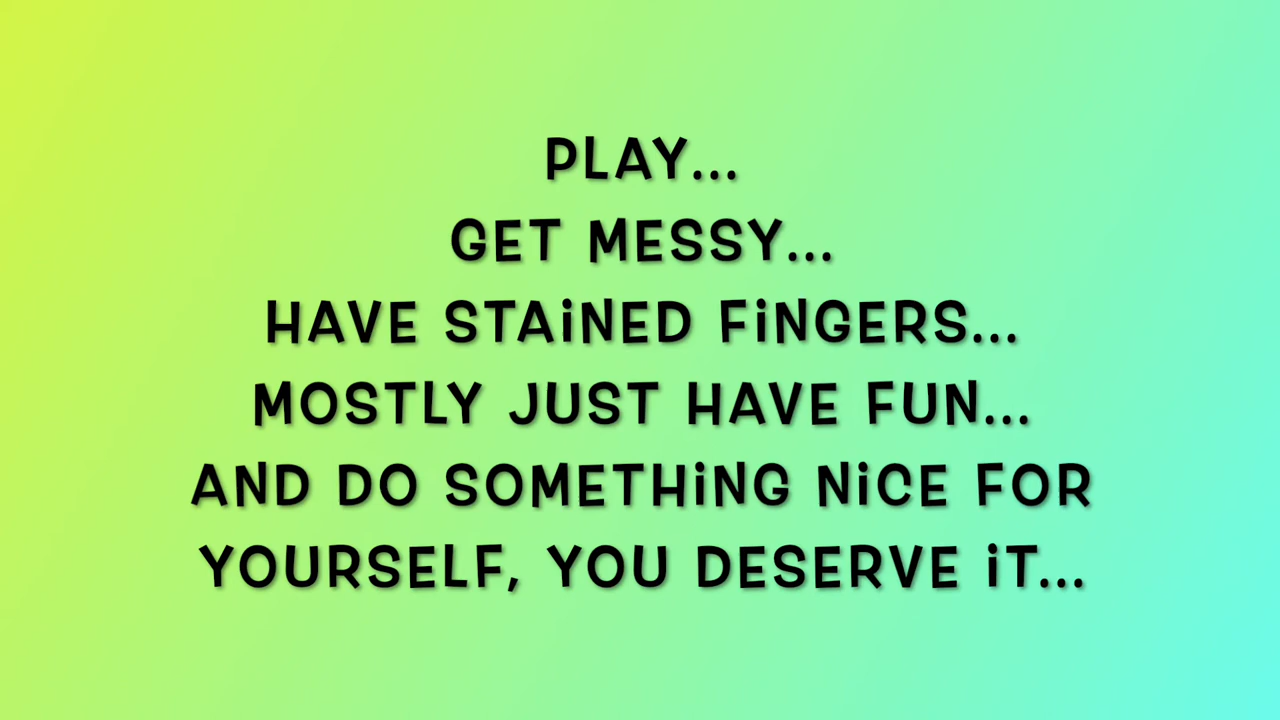 PLAY...
GET MESSY...
HAVE STAiNED FiNGERS...
MOSTLY JUST HAVE FUN...
AND DO SOMETHiNG NiCE FOR
YOURSELF, YOU DESERVE iT...